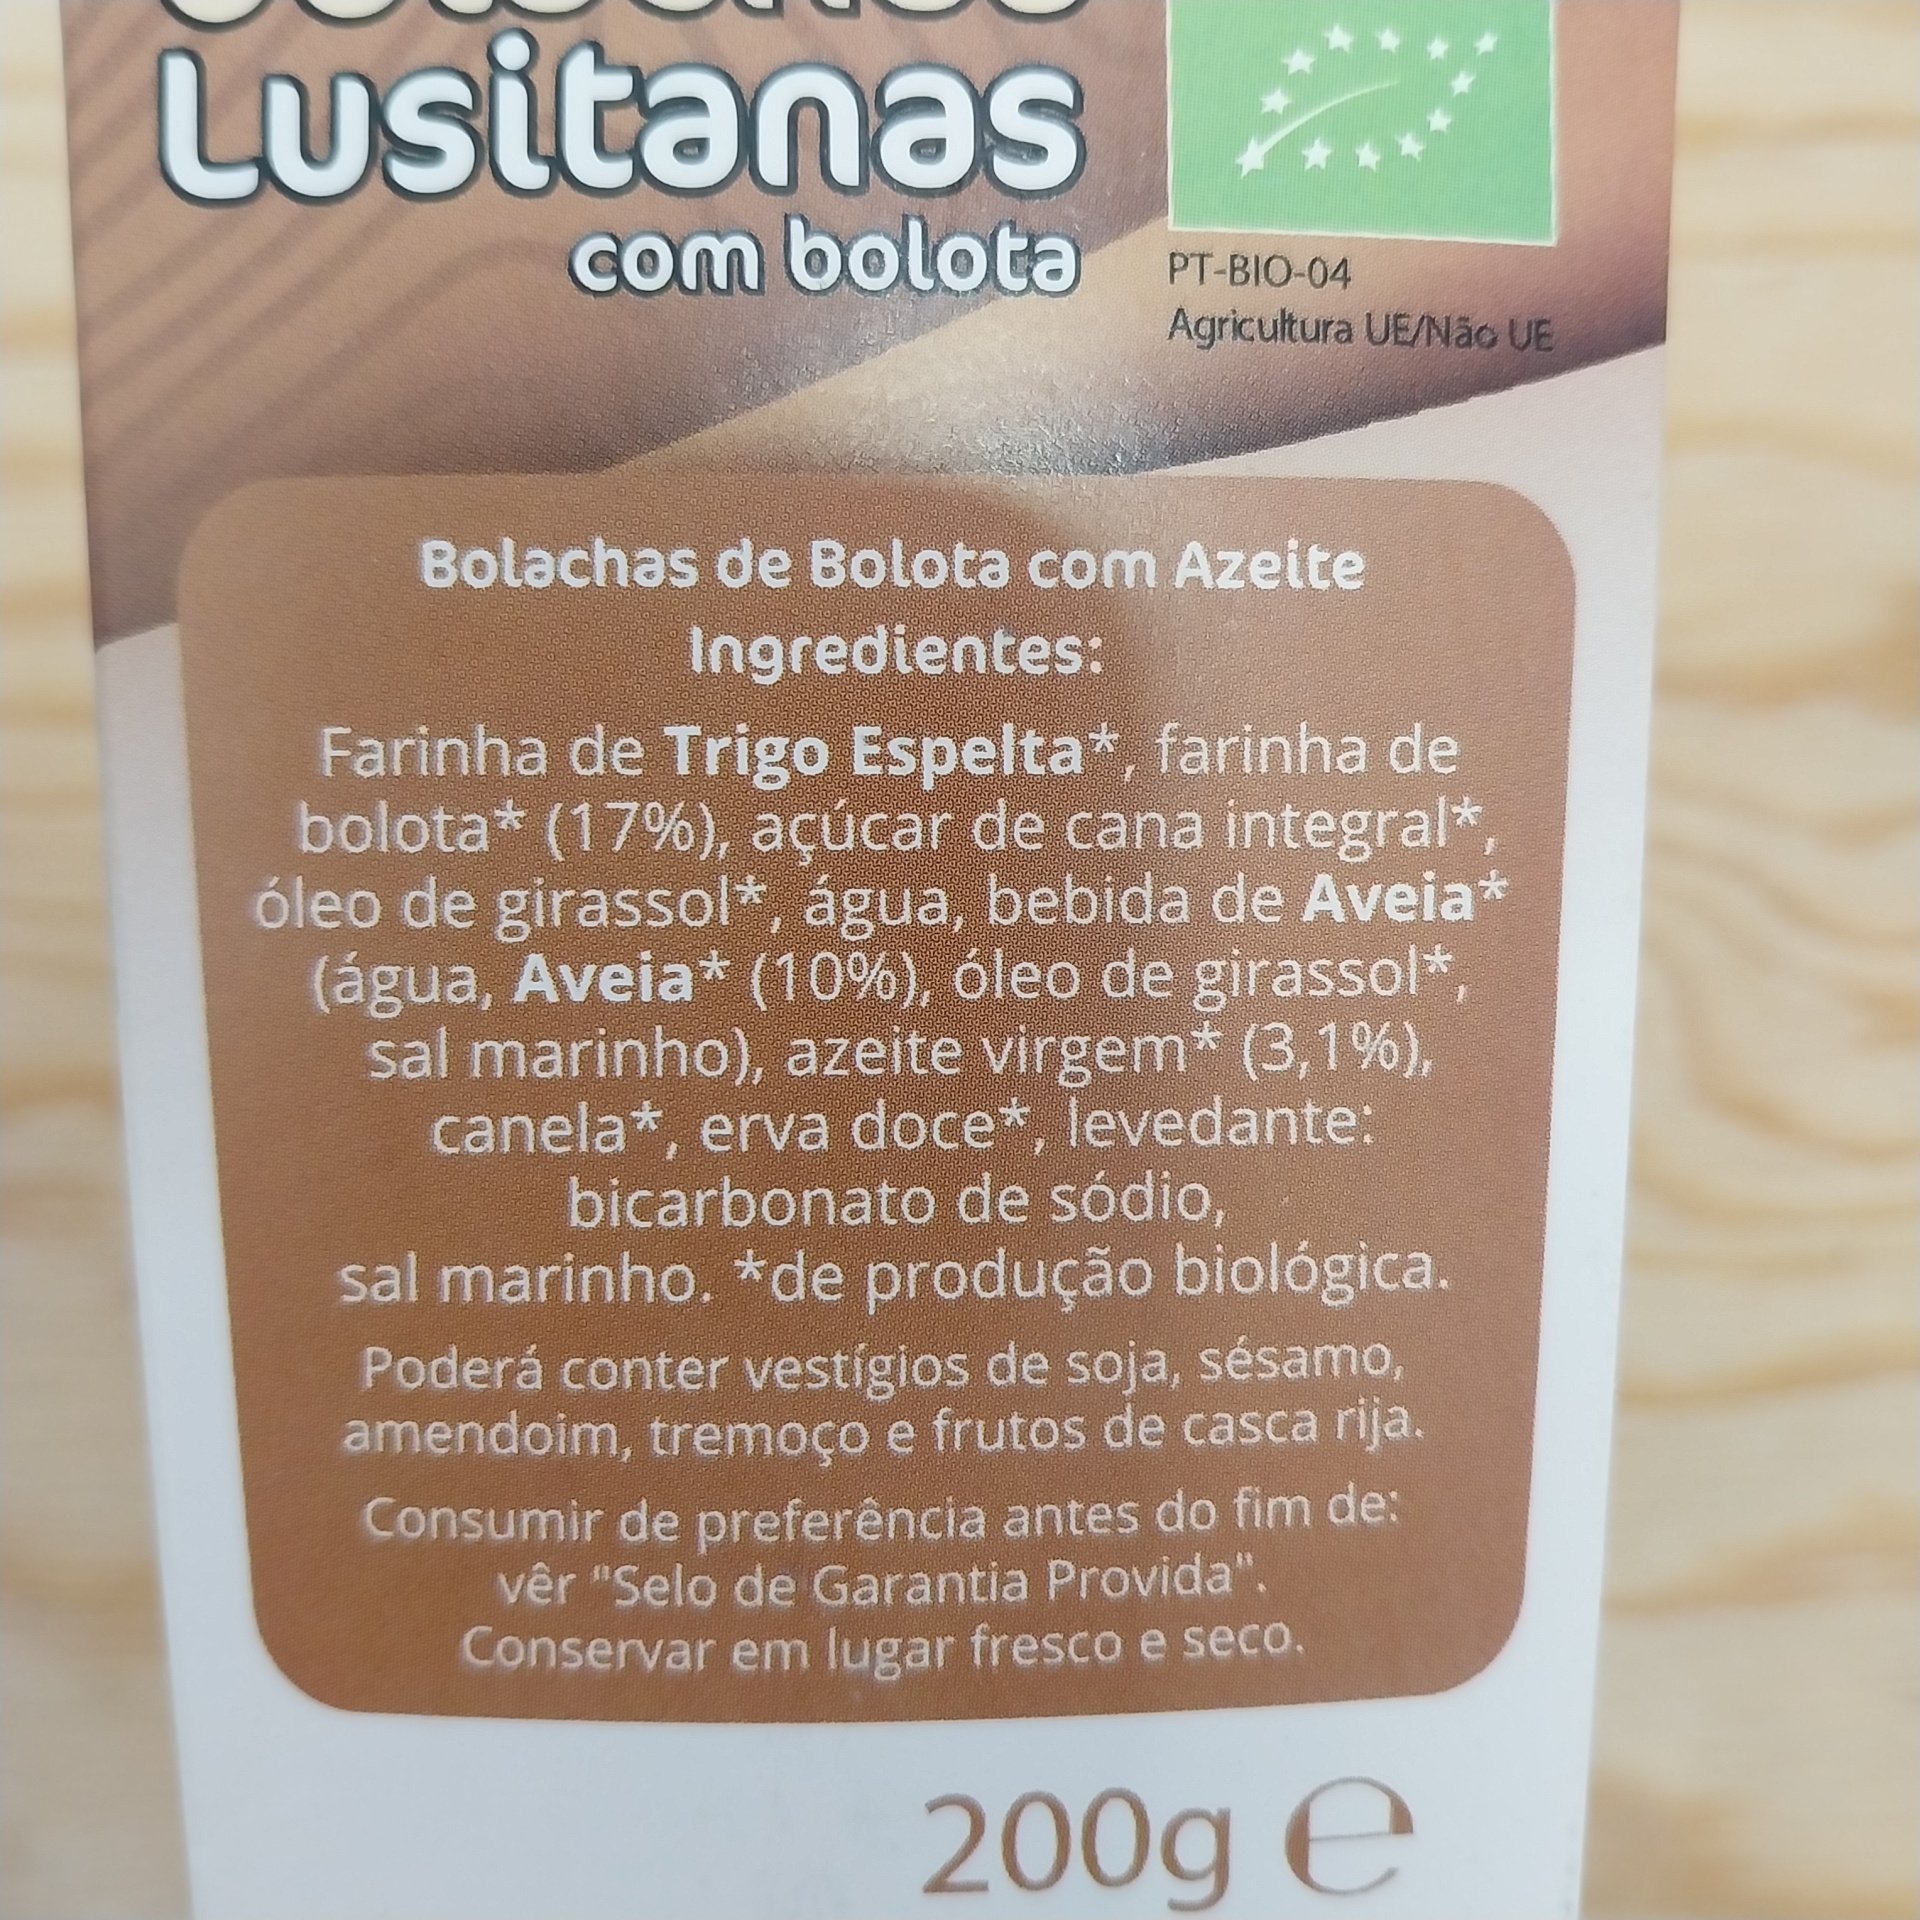 Lusitanas
com bolota
PT-BIO-04
Agricultura UE/Não UE
Bolachas de Bolota com Azeite
Ingredientes:
Farinha de Trigo Espelta*, farinha de
bolota* (17%), açúcar de cana integral*,
óleo de girassol*, água, bebida de Aveia*
(água, Aveia* (10%), óleo de girassol*,
sal marinho), azeite virgem* (3,1%),
canela*, erva doce*, levedante:
bicarbonato de sódio,
sal marinho. *de produção biológica.
Poderá conter vestígios de soja, sésamo,
amendoim, tremoço e frutos de casca rija.
Consumir de preferência antes do fim de:
vêr "Selo de Garantia Provida".
Conservar em lugar fresco e seco.
200g e